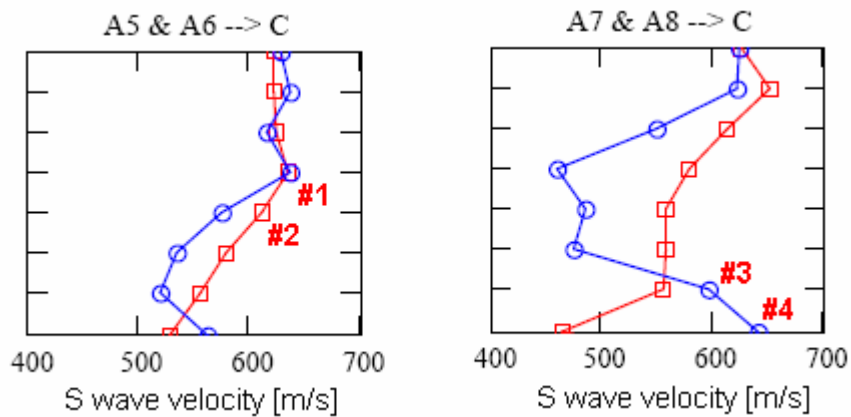 A5 & A6 --> C
#1
#2
400 500 600 700
S wave velocity [m/s]
A7 & A8 --> C
#3
#4
400 500 600 700
S wave velocity [m/s]